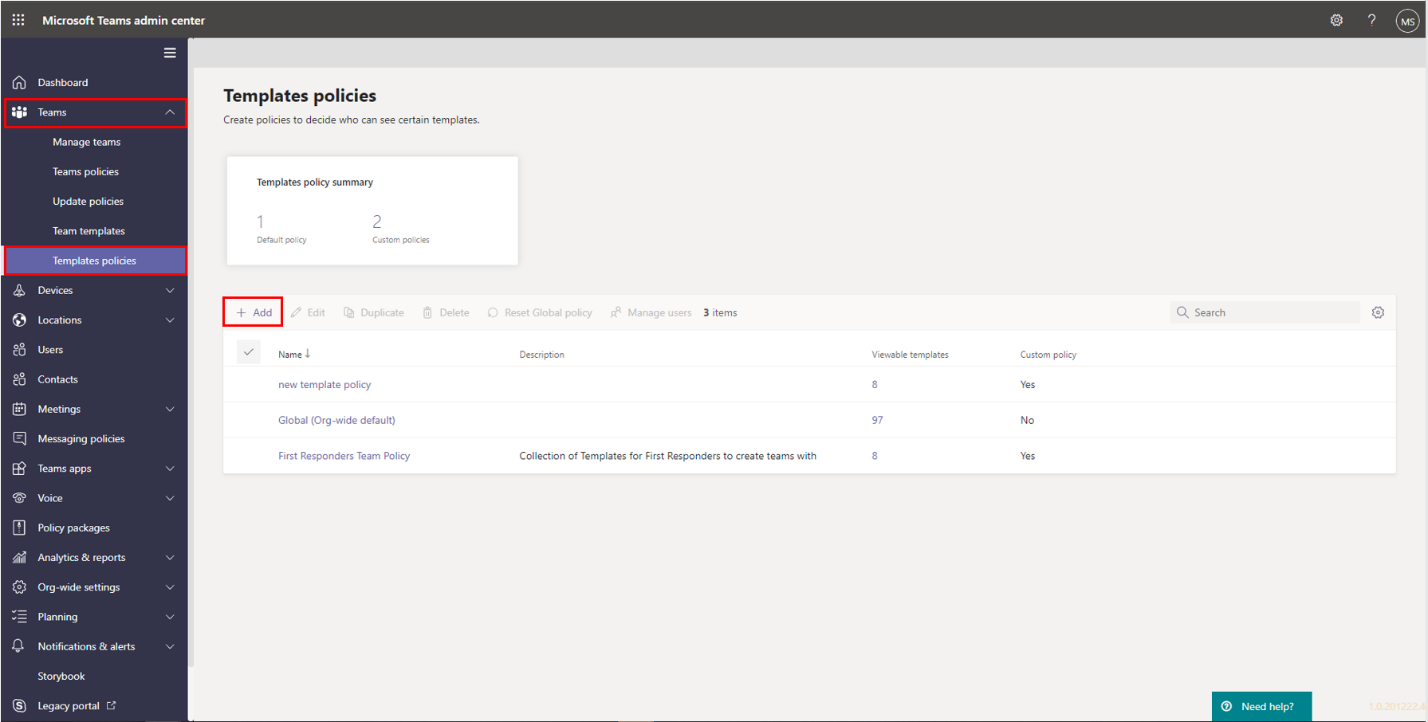 Microsoft Teams admin center
MS
Dashboard
Teams
Manage teams
Teams policies
Update policies
Team templates
Templates policies
Devices
Locations
Users
Contacts
Meetings
Messaging policies
Teams apps
Voice
Policy packages
Analytics & reports
Org-wide settings
Planning
Notifications & alerts
Storybook
Legacy portal
Templates policies
Create policies to decide who can see certain templates.
Templates policy summary
1 2
Default policy Custom policies
+ Add Edit Duplicate Delete Reset Global policy Manage users 3 items Search
Name ↓ Description Viewable templates Custom policy
new template policy 8 Yes
Global (Org-wide default) 97 No
First Responders Team Policy Collection of Templates for First Responders to create teams with 8 Yes
? Need help?
1.0.201222.4